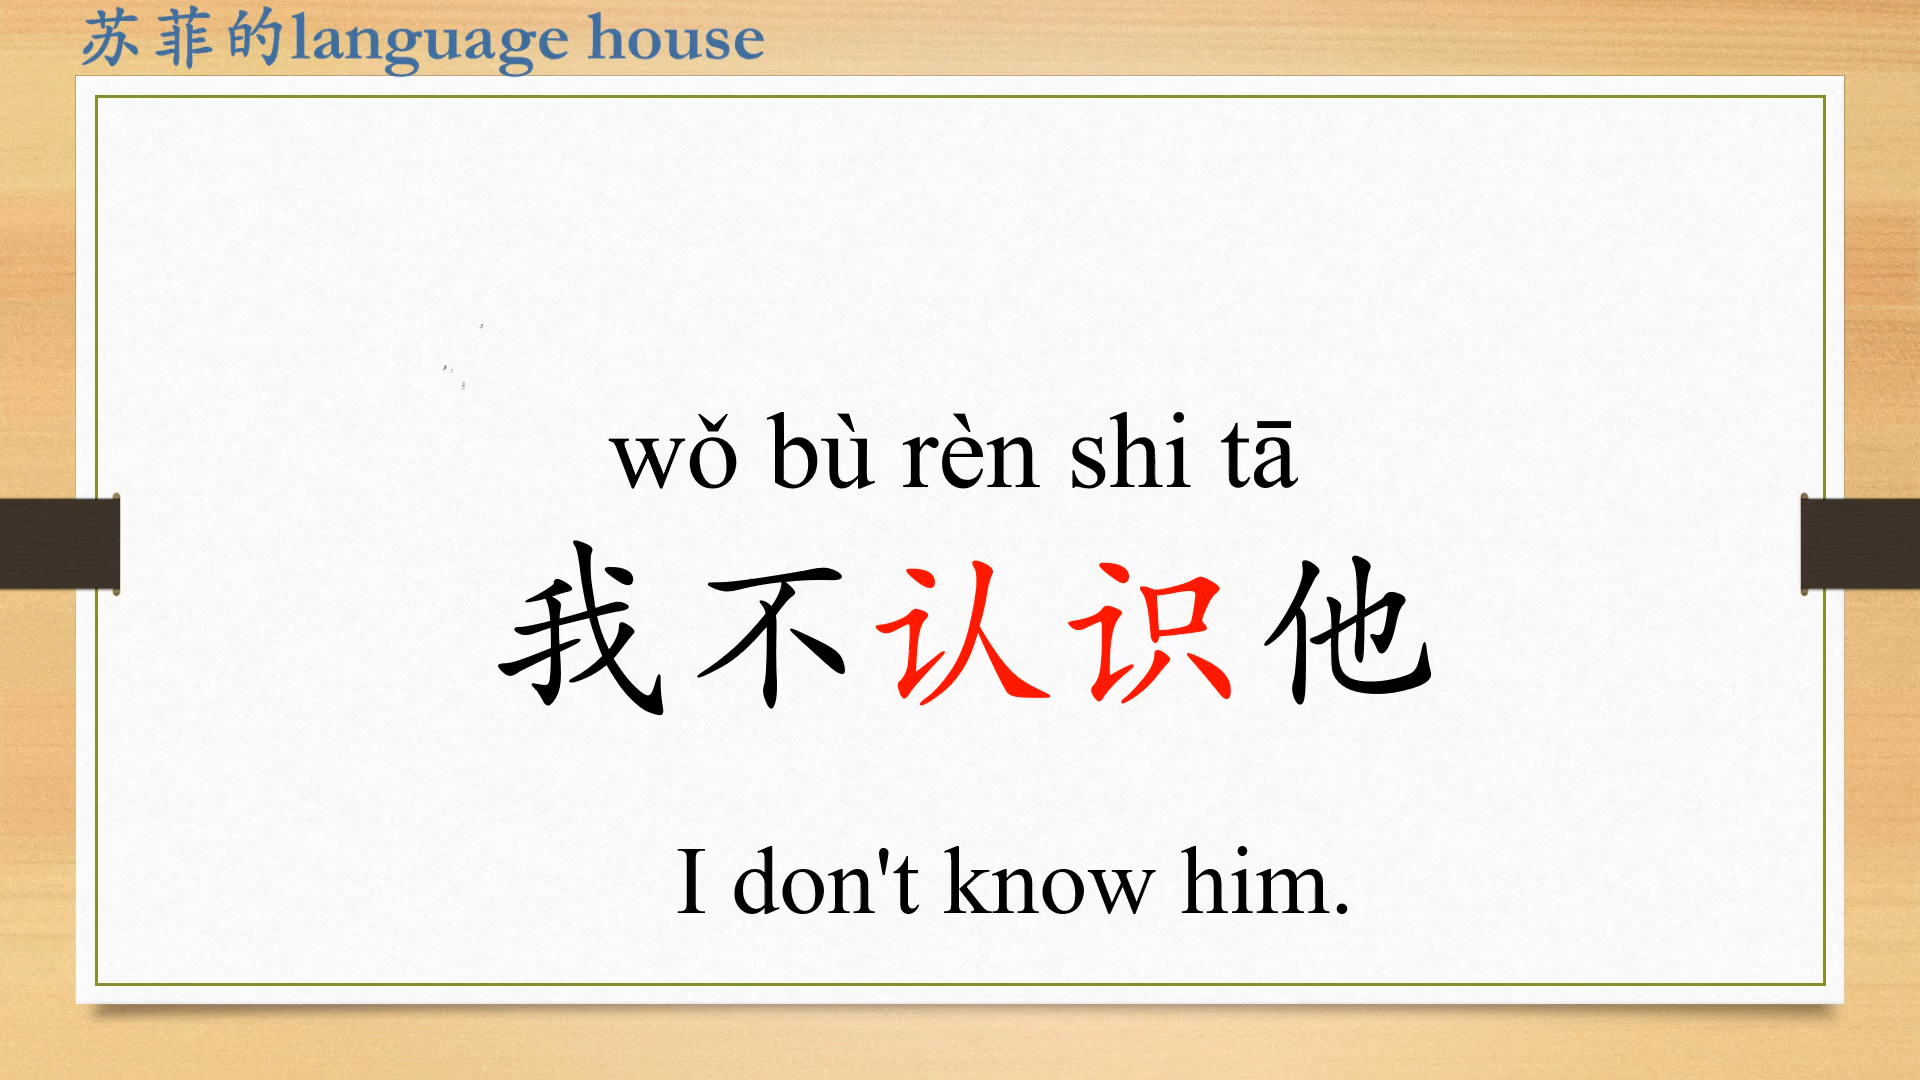 苏菲的language house
wǒ bù rèn shi tā
我不认识他
I don't know him.